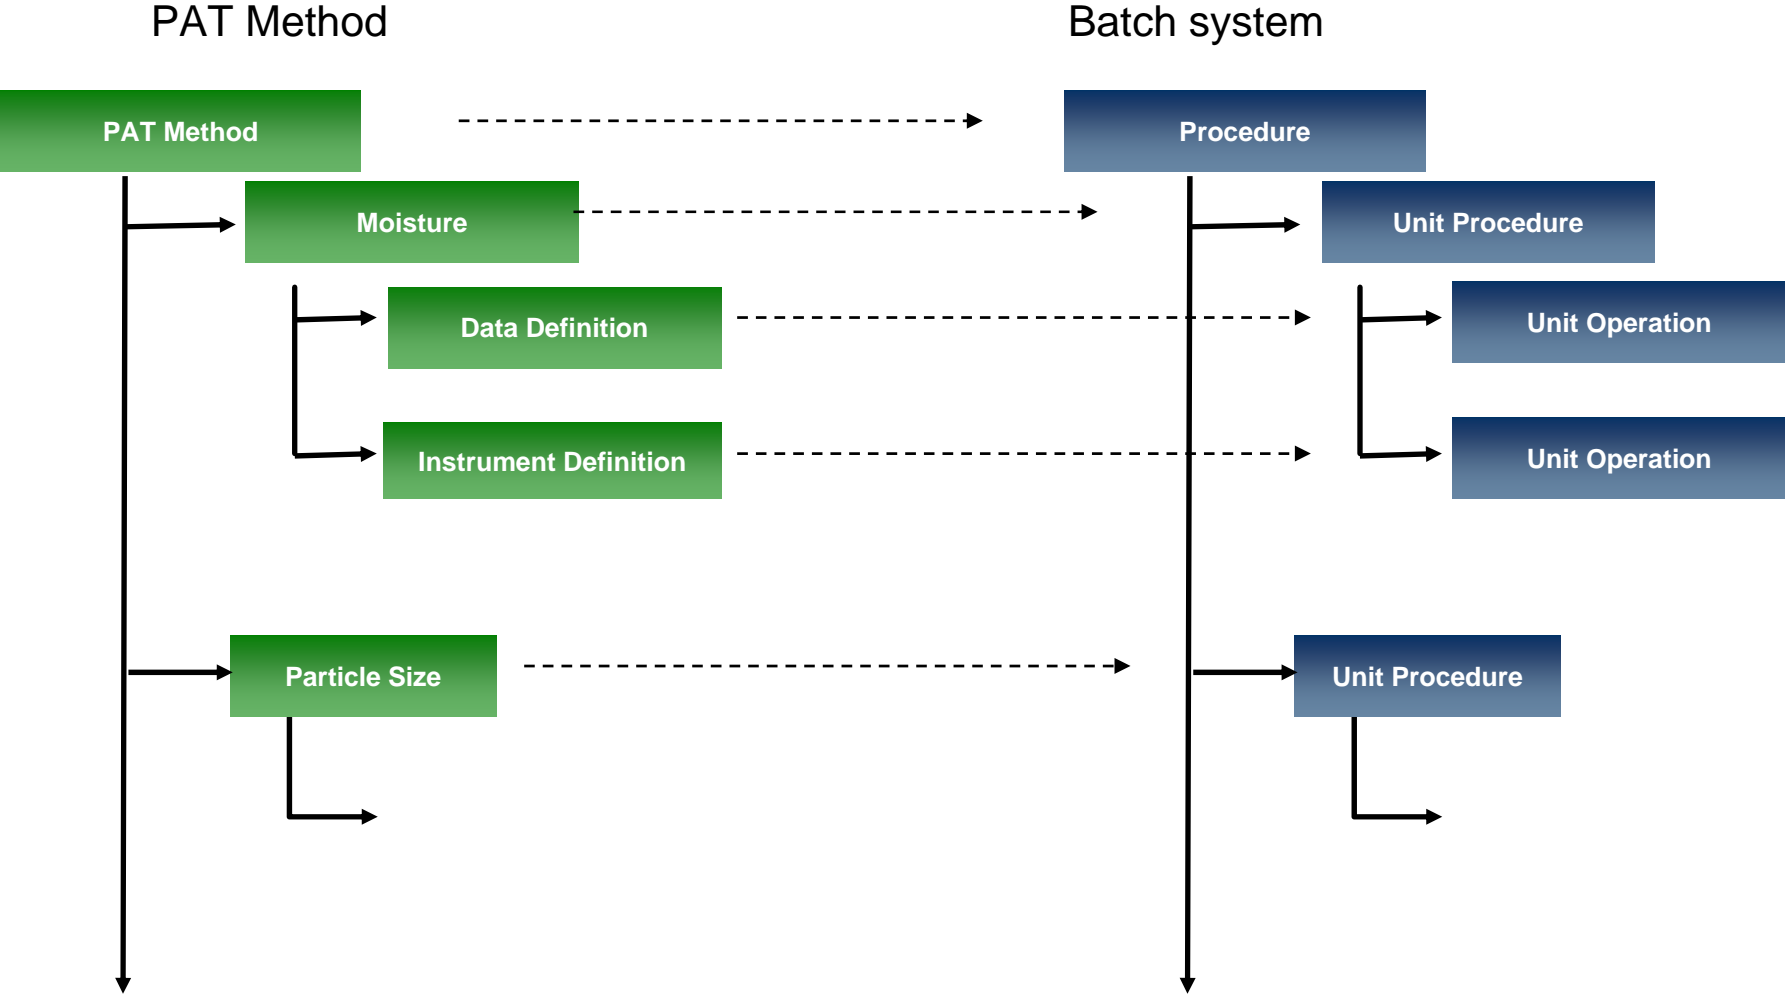 PAT Method
Batch system
PAT Method
Procedure
Moisture
Unit Procedure
Data Definition
Unit Operation
Instrument Definition
Unit Operation
Particle Size
Unit Procedure